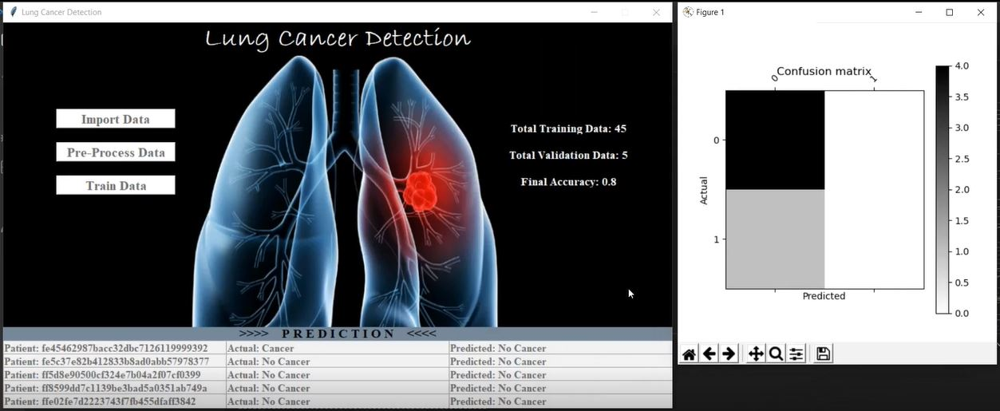 Lung Cancer Detection
Lung Cancer Detection
Import Data
Pre-Process Data
Train Data
Total Training Data: 45
Total Validation Data: 5
Final Accuracy: 0.8
>>>> P R E D I C T I O N <<<<
Patient: fe45462987bacc32dbc7126119999392 Actual: Cancer Predicted: No Cancer
Patient: fe5c37e82b412833b8ad0abb57978377 Actual: No Cancer Predicted: No Cancer
Patient: ff5d8e90500cf324e7b04a2f07cf0399 Actual: No Cancer Predicted: No Cancer
Patient: ff8599dd7c1139be3bad5a0351ab749a Actual: No Cancer Predicted: No Cancer
Patient: ffe02fe7d2223743f7fb455dfaff3842 Actual: No Cancer Predicted: No Cancer
Figure 1
Confusion matrix
0 1
0
1
Actual
Predicted
4.0
3.5
3.0
2.5
2.0
1.5
1.0
0.5
0.0